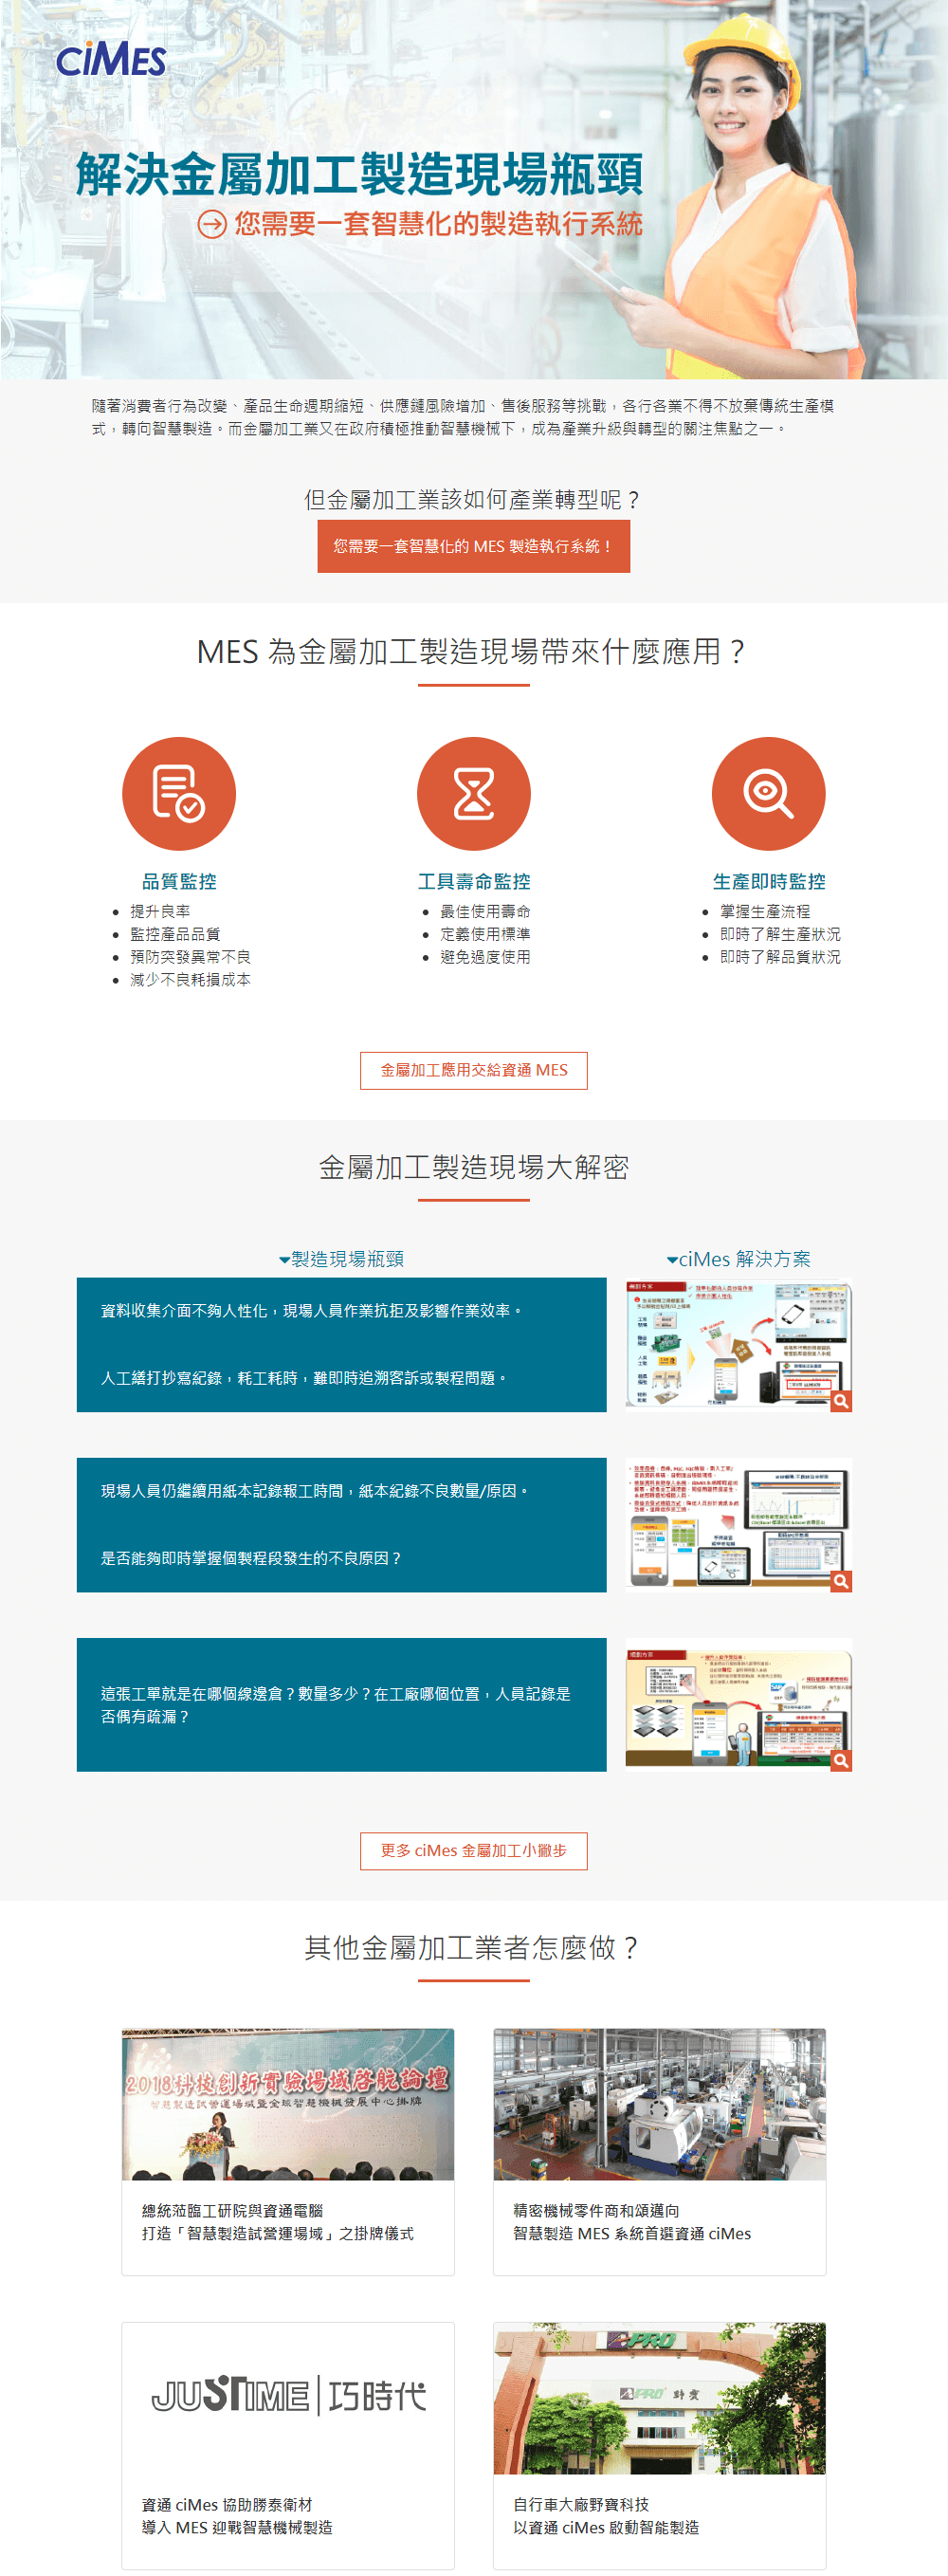 ciMes
解決金屬加工製造現場瓶頸
您需要一套智慧化的製造執行系統
隨著消費者行為改變、產品生命週期縮短、供應鏈風險增加、售後服務等挑戰，各行各業不得不放棄傳統生產模
式，轉向智慧製造。而金屬加工業又在政府積極推動智慧機械下，成為產業升級與轉型的關注焦點之一。
但金屬加工業該如何產業轉型呢？
您需要一套智慧化的 MES 製造執行系統！
MES 為金屬加工製造現場帶來什麼應用？
品質監控
提升良率
監控產品品質
預防突發異常不良
減少不良耗損成本
工具壽命監控
最佳使用壽命
定義使用標準
避免過度使用
生產即時監控
掌握生產流程
即時了解生產狀況
即時了解品質狀況
金屬加工應用交給資通 MES
金屬加工製造現場大解密
製造現場瓶頸
ciMes 解決方案
資料收集介面不夠人性化，現場人員作業抗拒及影響作業效率。
人工繕打抄寫紀錄，耗工耗時，難即時追溯客訴或製程問題。
現場人員仍繼續用紙本記錄報工時間，紙本紀錄不良數量/原因。
是否能夠即時掌握個製程段發生的不良原因？
這張工單就是在哪個線邊倉？數量多少？在工廠哪個位置，人員記錄是
否偶有疏漏？
SAP
更多 ciMes 金屬加工小撇步
其他金屬加工業者怎麼做？
2018科技創新實驗場域啓航論壇
智慧製造試營運場域暨全球智慧機械發展中心掛牌
總統蒞臨工研院與資通電腦
打造「智慧製造試營運場域」之掛牌儀式
精密機械零件商和頌邁向
智慧製造 MES 系統首選資通 ciMes
JUSTIME 巧時代
資通 ciMes 協助勝泰衛材
導入 MES 迎戰智慧機械製造
A-PRO
A-PRO 野寶
自行車大廠野寶科技
以資通 ciMes 啟動智能製造